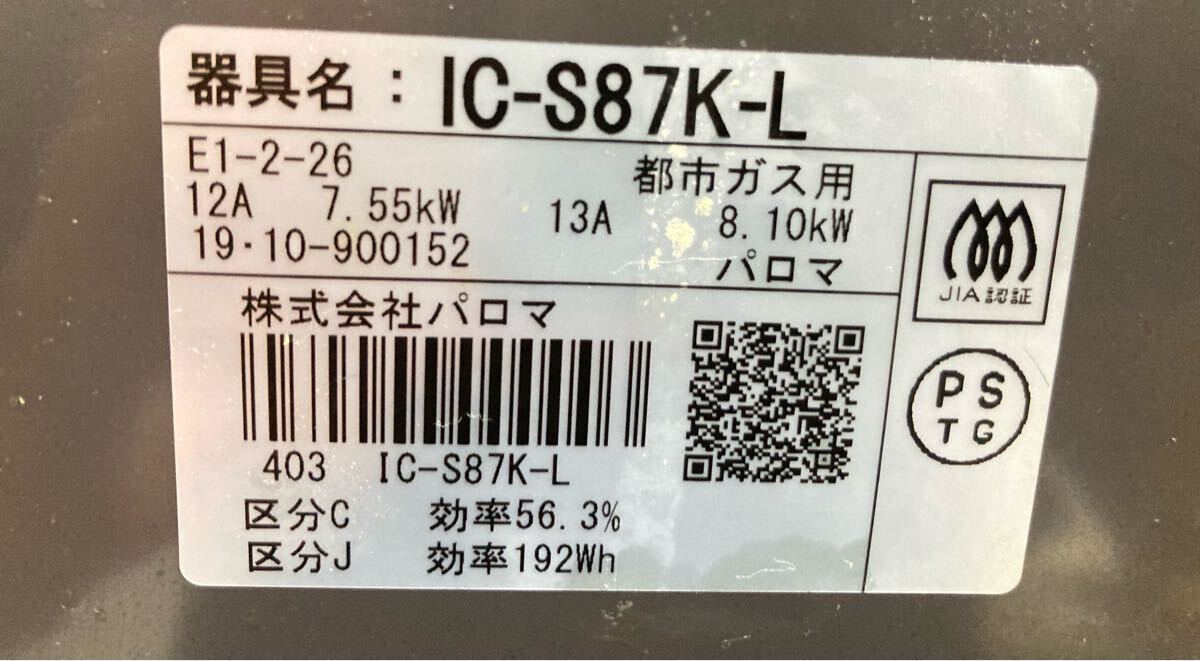 器具名：IC-S87K-L
E1-2-26 都市ガス用
12A 7.55kW 13A 8.10kW
19・10-900152 パロマ
JIA認証
株式会社パロマ
PS
TG
403 IC-S87K-L
区分C 効率56.3%
区分J 効率192Wh